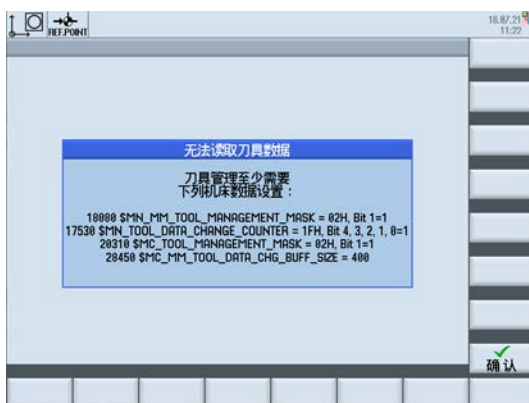 REF.POINT
16.07.21
11:22
无法读取刀具数据
刀具管理至少需要
下列机床数据设置：
18080 $MN_MM_TOOL_MANAGEMENT_MASK = 02H, Bit 1=1
17530 $MN_TOOL_DATA_CHANGE_COUNTER = 1FH, Bit 4, 3, 2, 1, 0=1
20310 $MC_TOOL_MANAGEMENT_MASK = 02H, Bit 1=1
28450 $MC_MM_TOOL_DATA_CHG_BUFF_SIZE = 400
确认